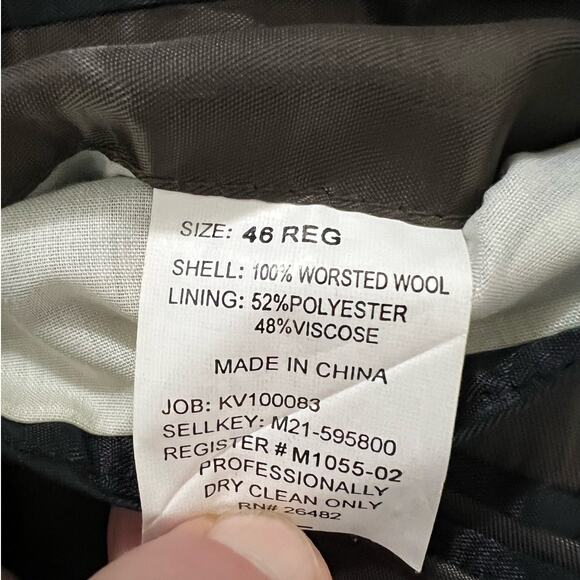 SIZE: 46 REG
SHELL: 100% WORSTED WOOL
LINING: 52%POLYESTER
48%VISCOSE
MADE IN CHINA
JOB: KV100083
SELLKEY: M21-595800
REGISTER # M1055-02
PROFESSIONALLY
DRY CLEAN ONLY
RN# 26482